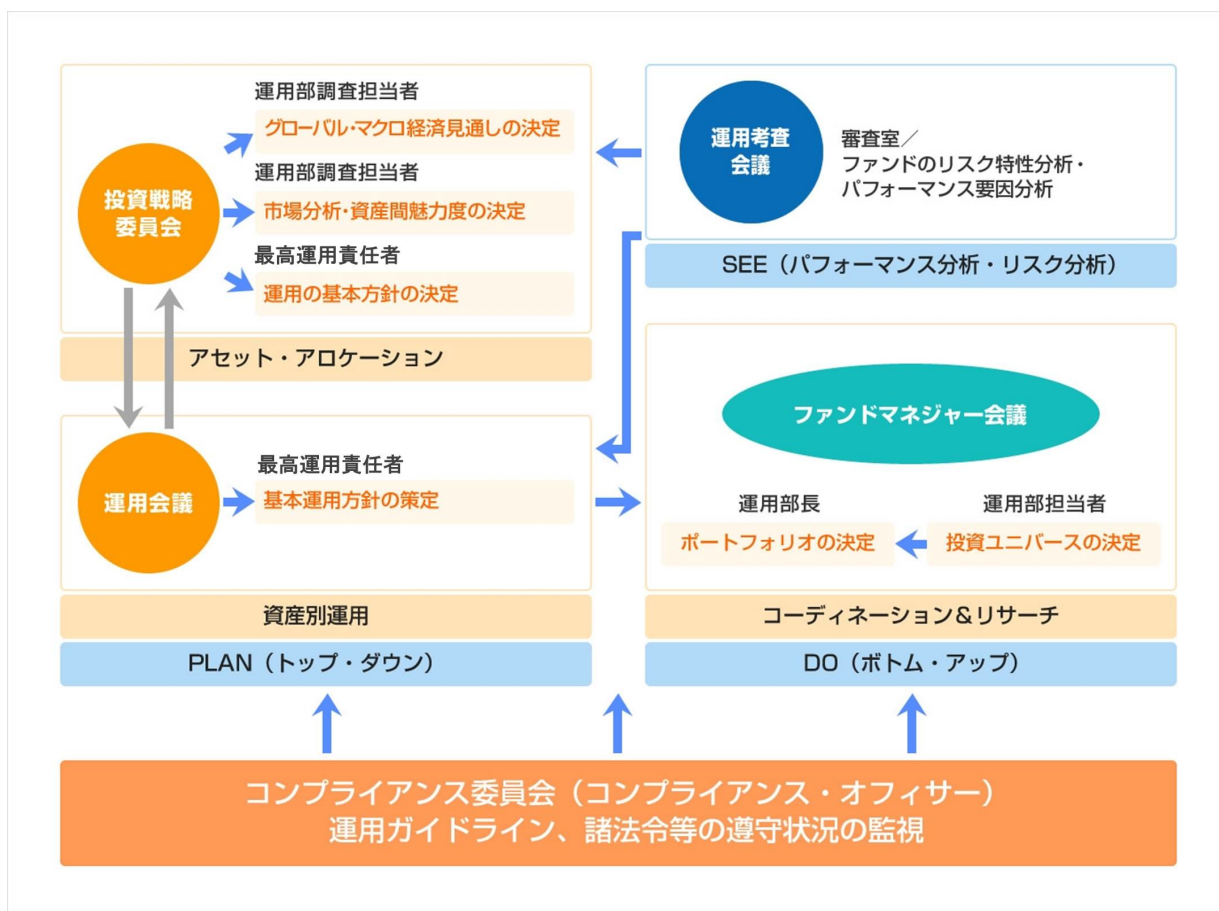 運用部調査担当者
グローバル・マクロ経済見通しの決定
投資戦略
委員会
運用部調査担当者
市場分析・資産間魅力度の決定
最高運用責任者
運用の基本方針の決定
アセット・アロケーション
運用会議
最高運用責任者
基本運用方針の策定
資産別運用
PLAN（トップ・ダウン）
運用考査
会議
審査室／
ファンドのリスク特性分析・
パフォーマンス要因分析
SEE（パフォーマンス分析・リスク分析）
ファンドマネジャー会議
運用部長
ポートフォリオの決定
運用部担当者
投資ユニバースの決定
コーディネーション＆リサーチ
DO（ボトム・アップ）
コンプライアンス委員会（コンプライアンス・オフィサー）
運用ガイドライン、諸法令等の遵守状況の監視